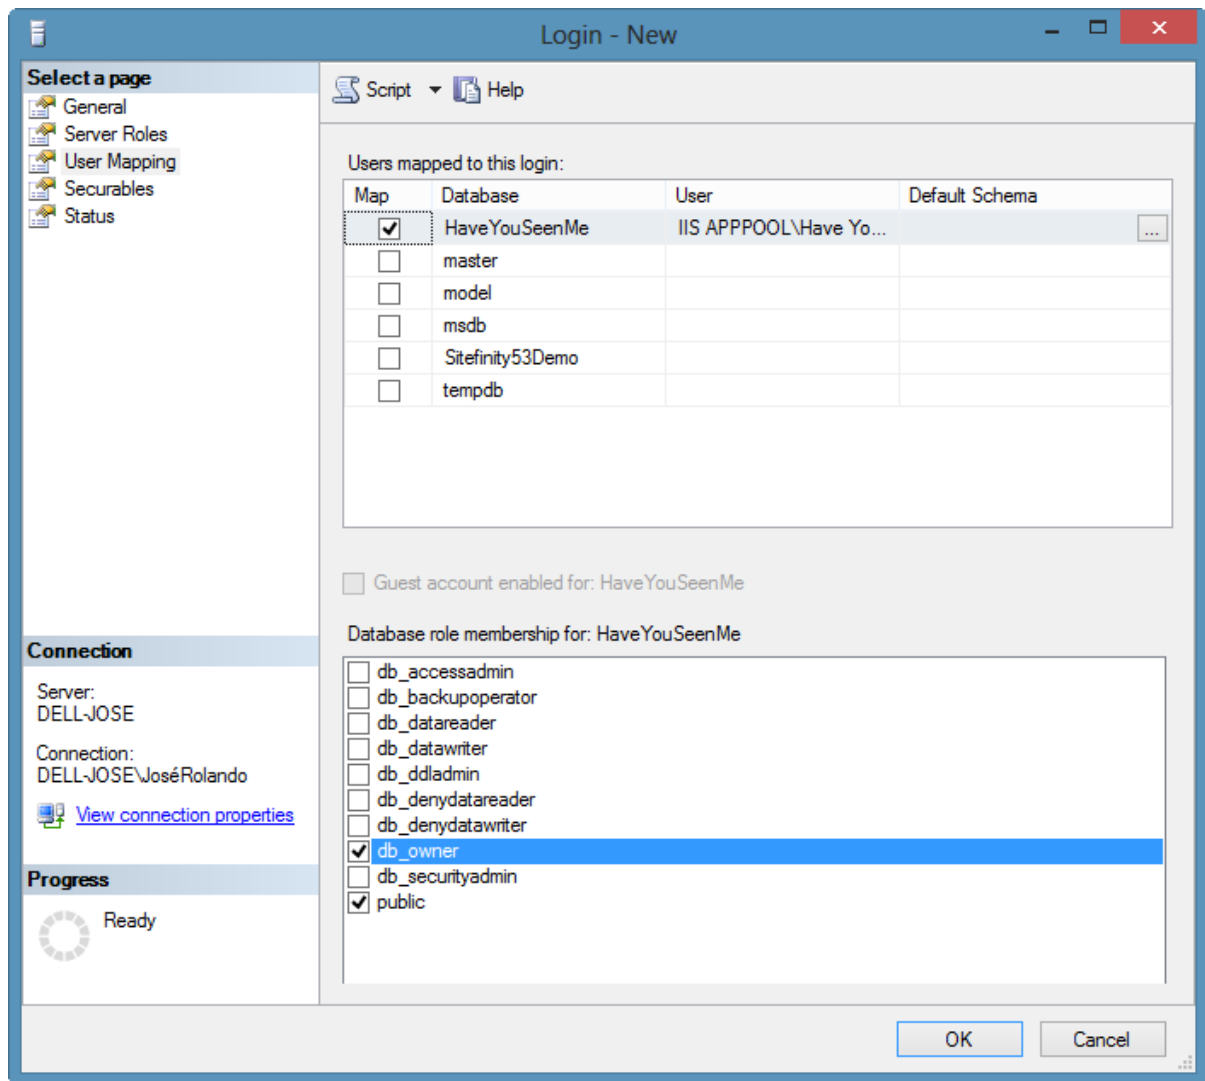 Login - New
Select a page
General
Server Roles
User Mapping
Securables
Status
Script Help
Users mapped to this login:
Map Database User Default Schema
HaveYouSeenMe IIS APPPOOL\Have Yo... ...
master
model
msdb
Sitefinity53Demo
tempdb
Guest account enabled for: HaveYouSeenMe
Database role membership for: HaveYouSeenMe
db_accessadmin
db_backupoperator
db_datareader
db_datawriter
db_ddladmin
db_denydatareader
db_denydatawriter
db_owner
db_securityadmin
public
Connection
Server:
DELL-JOSE
Connection:
DELL-JOSE\JoséRolando
View connection properties
Progress
Ready
OK Cancel